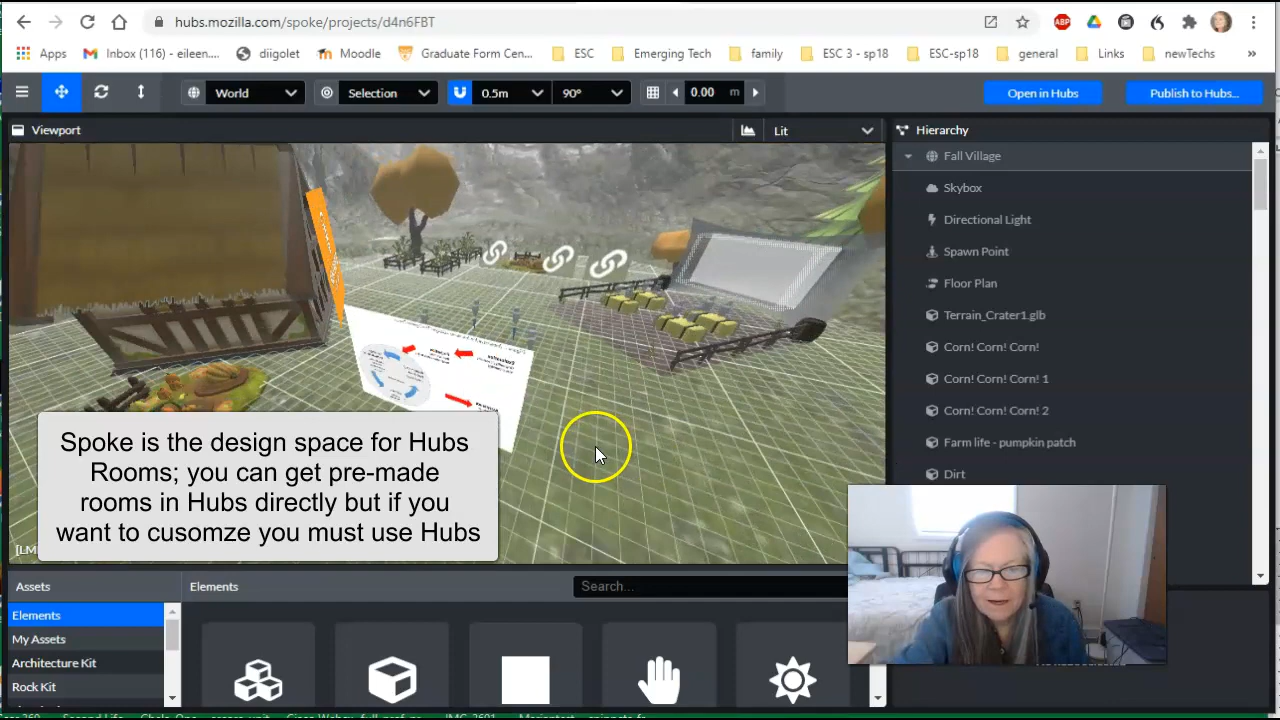 hubs.mozilla.com/spoke/projects/d4n6FBT
ABP
Apps
Inbox (116) - eileen....
diigolet
Moodle
Graduate Form Cen...
ESC
Emerging Tech
family
ESC 3 - sp18
ESC-sp18
general
Links
newTechs
»
World
Selection
0.5m
90°
0.00 m
Open in Hubs
Publish to Hubs...
Viewport
Lit
Hierarchy
Fall Village
Skybox
Directional Light
Spawn Point
Floor Plan
Terrain_Crater1.glb
Corn! Corn! Corn!
Corn! Corn! Corn! 1
Corn! Corn! Corn! 2
Farm life - pumpkin patch
Dirt
Spoke is the design space for Hubs
Rooms; you can get pre-made
rooms in Hubs directly but if you
want to cusomze you must use Hubs
[LM
Assets
Elements
Search...
Elements
My Assets
Architecture Kit
Rock Kit